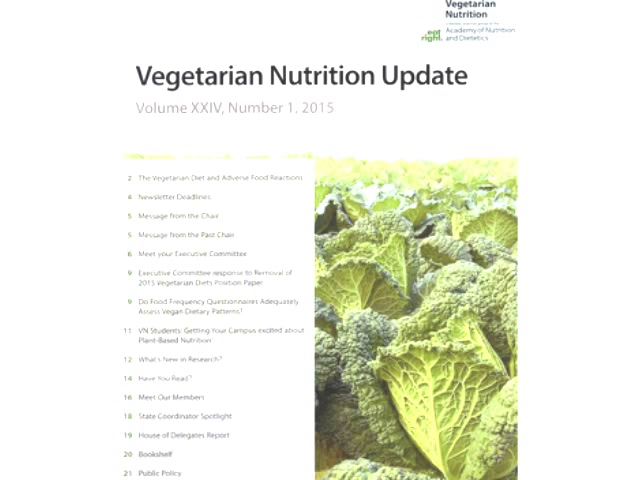 Vegetarian
Nutrition
eat right. Academy of Nutrition
and Dietetics
Vegetarian Nutrition Update
Volume XXIV, Number 1, 2015
2 The Vegetarian Diet and Adverse Food Reactions
4 Newsletter Deadlines
5 Message from the Chair
5 Message from the Past Chair
6 Meet your Executive Committee
9 Executive Committee response to Removal of
2015 Vegetarian Diets Position Paper
9 Do Food Frequency Questionnaires Adequately
Assess Vegan Dietary Patterns?
11 VN Students: Getting Your Campus excited about
Plant-Based Nutrition
12 What's New in Research?
14 Have You Read?
16 Meet Our Members
18 State Coordinator Spotlight
19 House of Delegates Report
20 Bookshelf
21 Public Policy